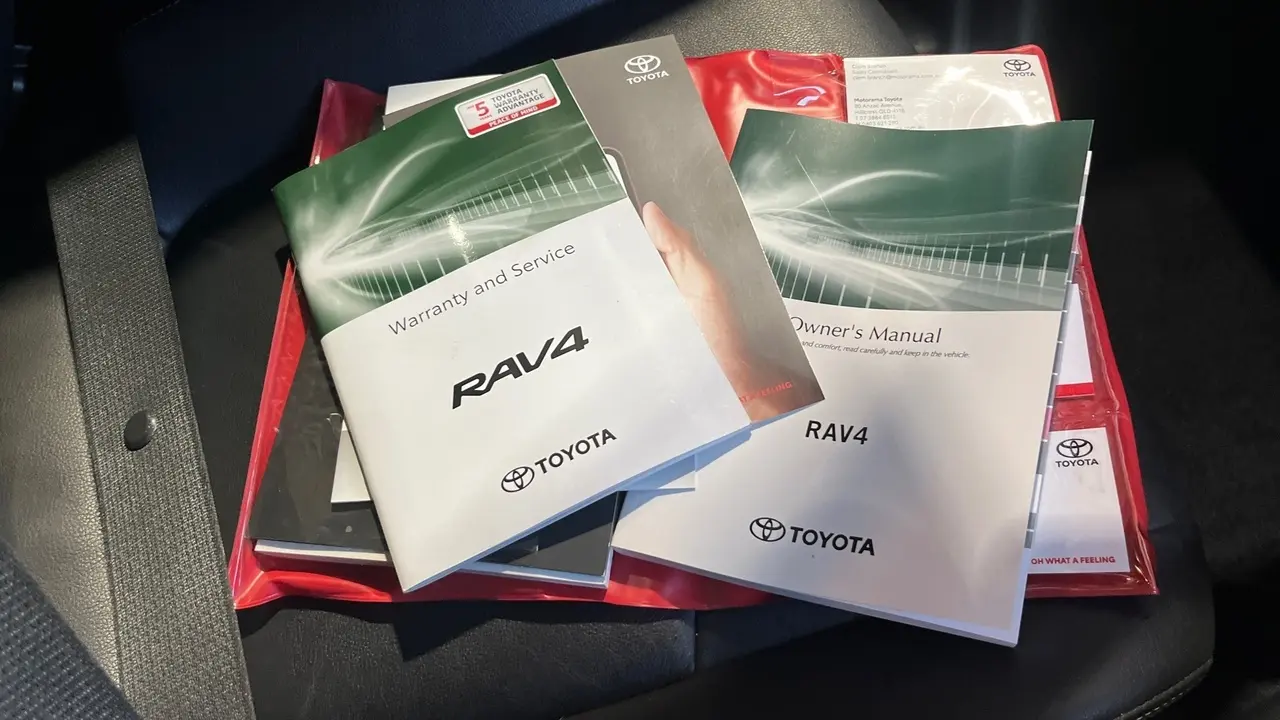 5
TOYOTA
WARRANTY
ADVANTAGE
PEACE OF MIND
Warranty and Service
RAV4
TOYOTA
TOYOTA
TOYOTA
Motorama Toyota
Owner's Manual
and comfort, read carefully and keep in the vehicle.
RAV4
TOYOTA
TOYOTA
OH WHAT A FEELING
FEELING